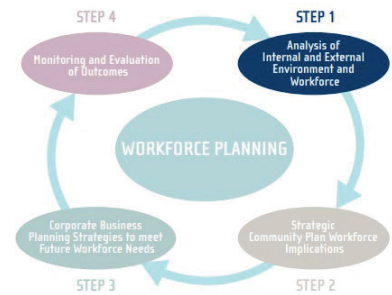 STEP 4
STEP 1
Monitoring and Evaluation
of Outcomes
Analysis of
Internal and External
Environment and
Workforce
WORKFORCE PLANNING
Corporate Business
Planning Strategies to meet
Future Workforce Needs
Strategic
Community Plan Workforce
Implications
STEP 3
STEP 2